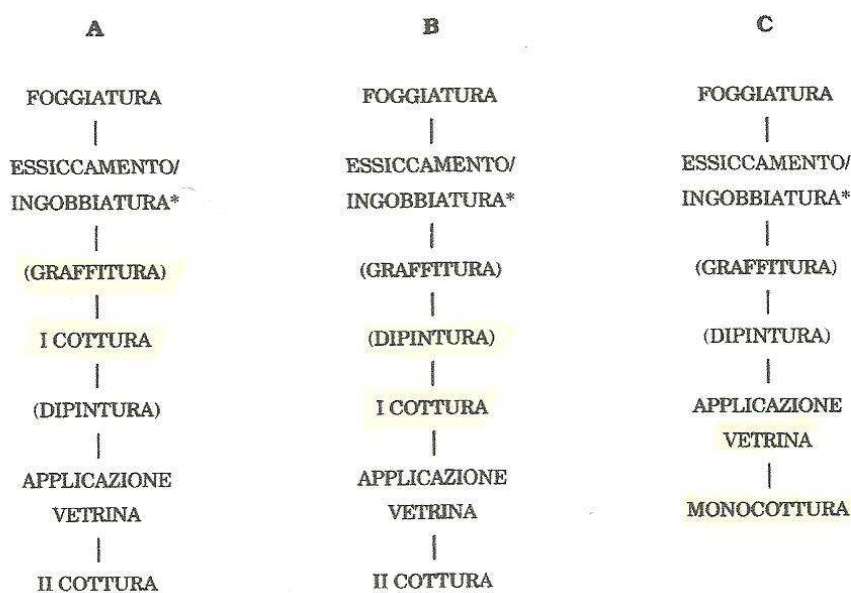 A
FOGGIATURA
ESSICCAMENTO/
INGOBBIATURA*
(GRAFFITURA)
I COTTURA
(DIPINTURA)
APPLICAZIONE
VETRINA
II COTTURA
B
FOGGIATURA
ESSICCAMENTO/
INGOBBIATURA*
(GRAFFITURA)
(DIPINTURA)
I COTTURA
APPLICAZIONE
VETRINA
II COTTURA
C
FOGGIATURA
ESSICCAMENTO/
INGOBBIATURA*
(GRAFFITURA)
(DIPINTURA)
APPLICAZIONE
VETRINA
MONOCOTTURA